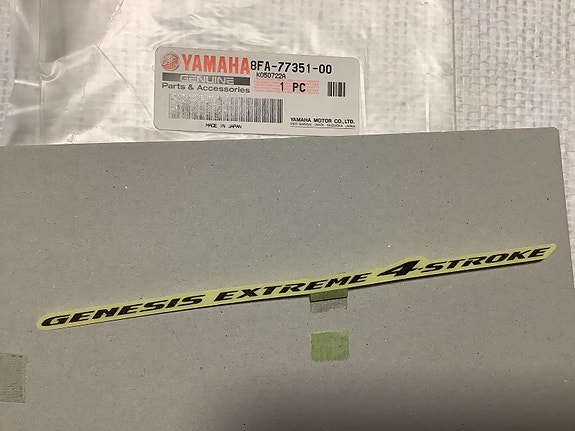 YAMAHA 8FA-77351-00
K050722A
GENUINE
Parts & Accessories
1 PC
MADE IN JAPAN
YAMAHA MOTOR CO., LTD.
GENESIS EXTREME 4-STROKE